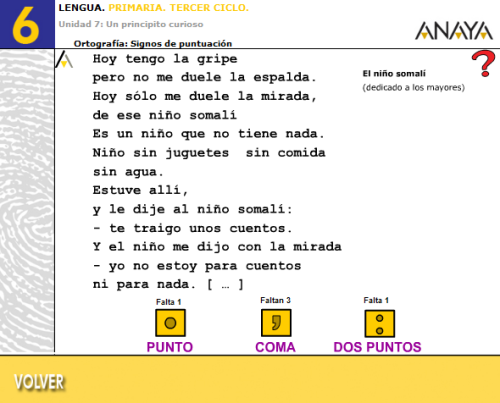 6
LENGUA. PRIMARIA. TERCER CICLO.
Unidad 7: Un principito curioso
ANAYA
Ortografía: Signos de puntuación
Hoy tengo la gripe
pero no me duele la espalda.
Hoy sólo me duele la mirada,
de ese niño somalí
Es un niño que no tiene nada.
Niño sin juguetes  sin comida
sin agua.
Estuve allí,
y le dije al niño somalí:
- te traigo unos cuentos.
Y el niño me dijo con la mirada
- yo no estoy para cuentos
ni para nada. [ … ]
?
El niño somalí
(dedicado a los mayores)
Falta 1
.
PUNTO
Faltan 3
,
COMA
Falta 1
:
DOS PUNTOS
VOLVER